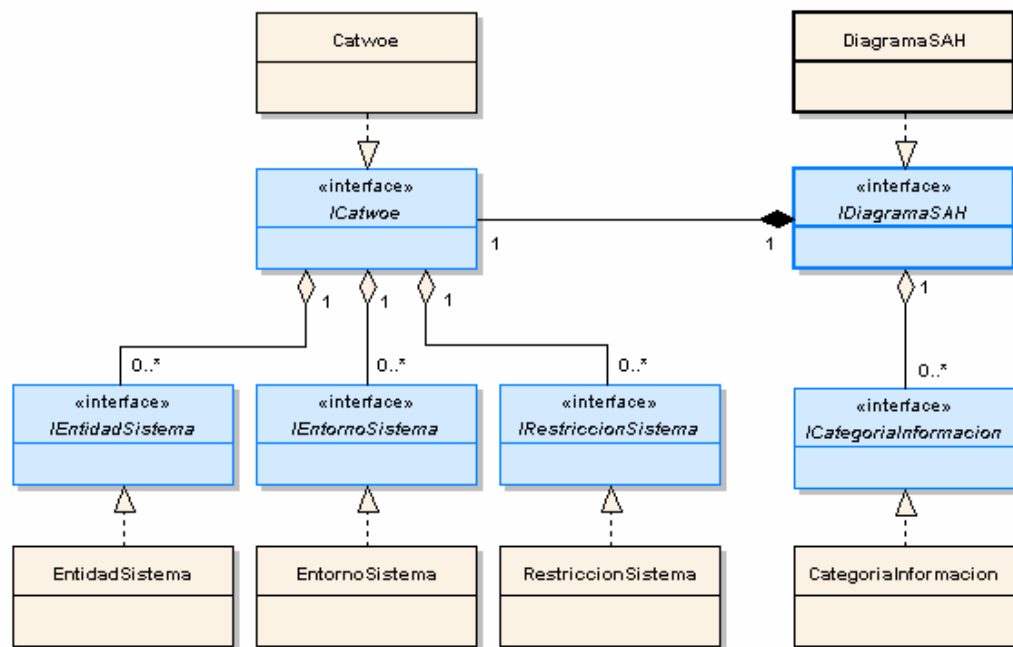 Catwoe
DiagramaSAH
«interface»
ICatwoe
«interface»
IDiagramaSAH
1
1
1
1
1
1
0..*
0..*
0..*
0..*
«interface»
IEntidadSistema
«interface»
IEntornoSistema
«interface»
IRestriccionSistema
«interface»
ICategoriaInformacion
EntidadSistema
EntornoSistema
RestriccionSistema
CategoriaInformacion